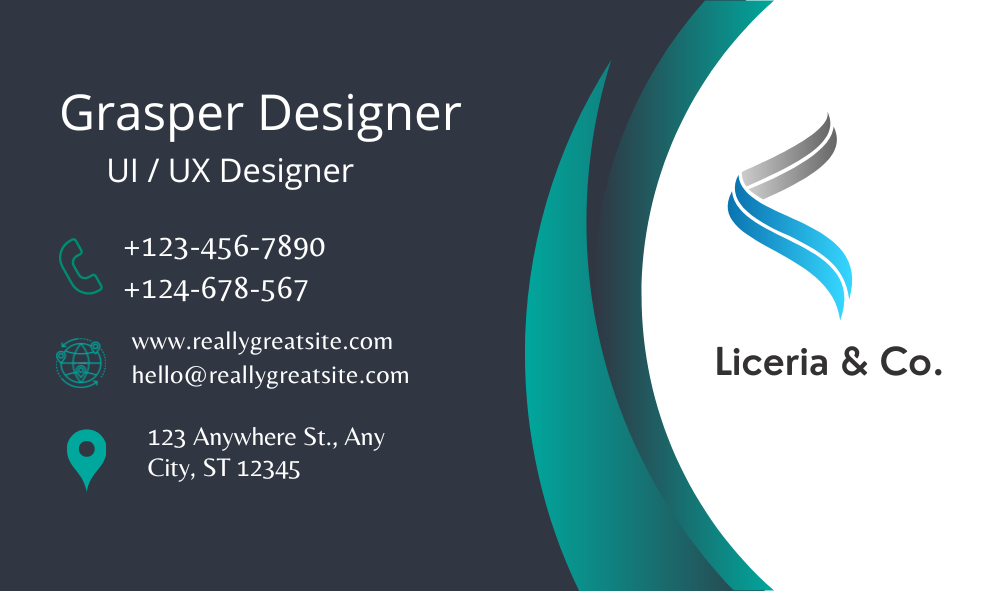 Grasper Designer
UI / UX Designer
+123-456-7890
+124-678-567
www.reallygreatsite.com
hello@reallygreatsite.com
123 Anywhere St., Any
City, ST 12345
Liceria & Co.